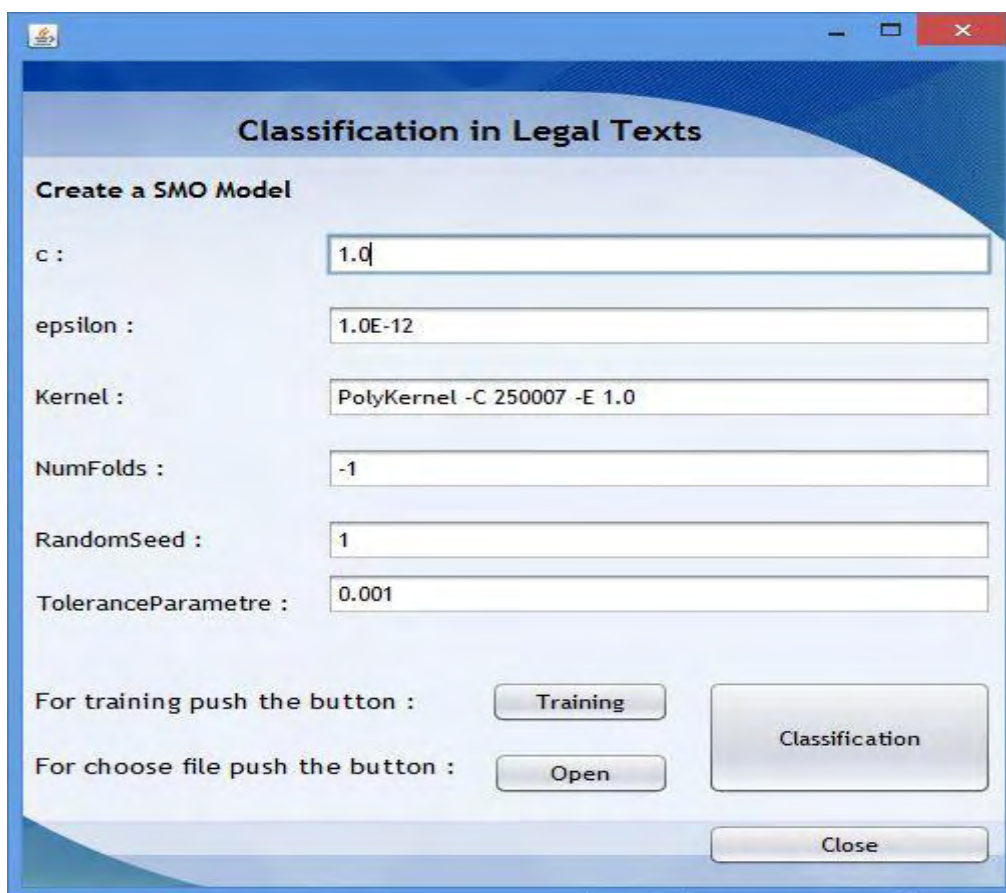 Classification in Legal Texts
Create a SMO Model
c : 1.0
epsilon : 1.0E-12
Kernel : PolyKernel -C 250007 -E 1.0
NumFolds : -1
RandomSeed : 1
ToleranceParametre : 0.001
For training push the button : Training
Classification
For choose file push the button : Open
Close